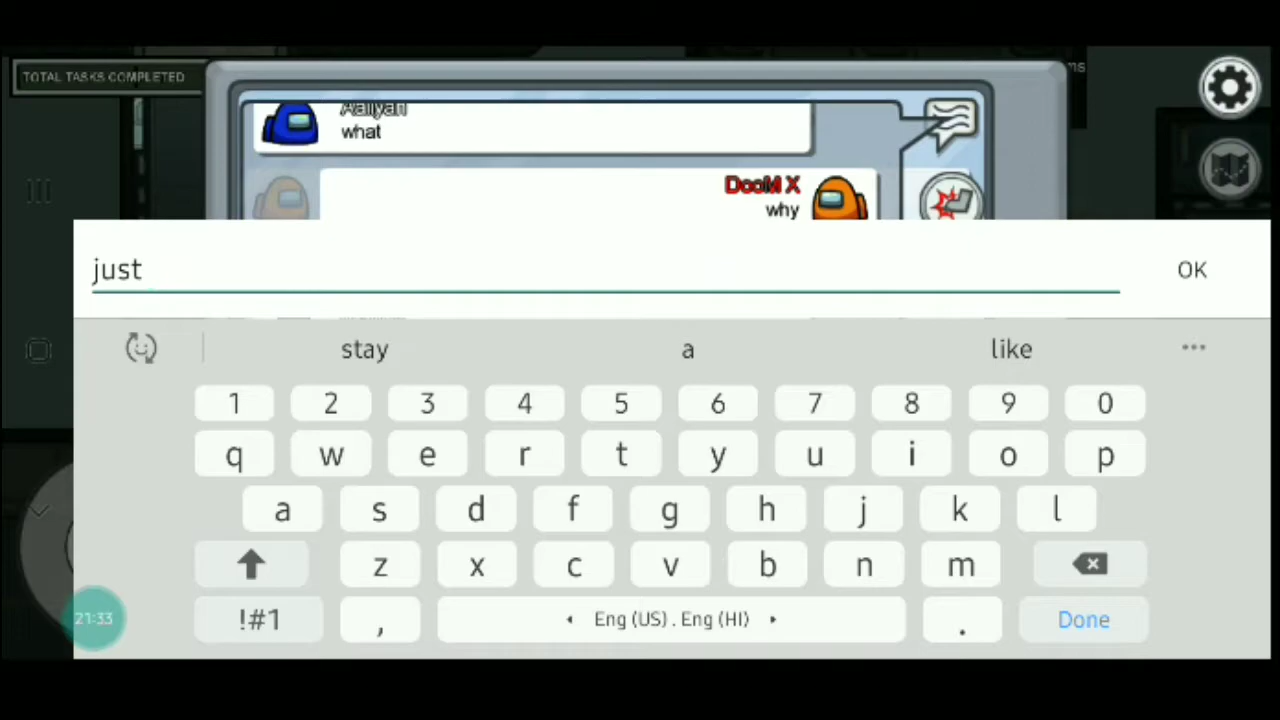 TOTAL TASKS COMPLETED
ms
Aaliyah
what
DooM X
why
just
OK
stay a like
1 2 3 4 5 6 7 8 9 0
q w e r t y u i o p
a s d f g h j k l
z x c v b n m
!#1 , Eng (US) . Eng (HI) . Done
21:33